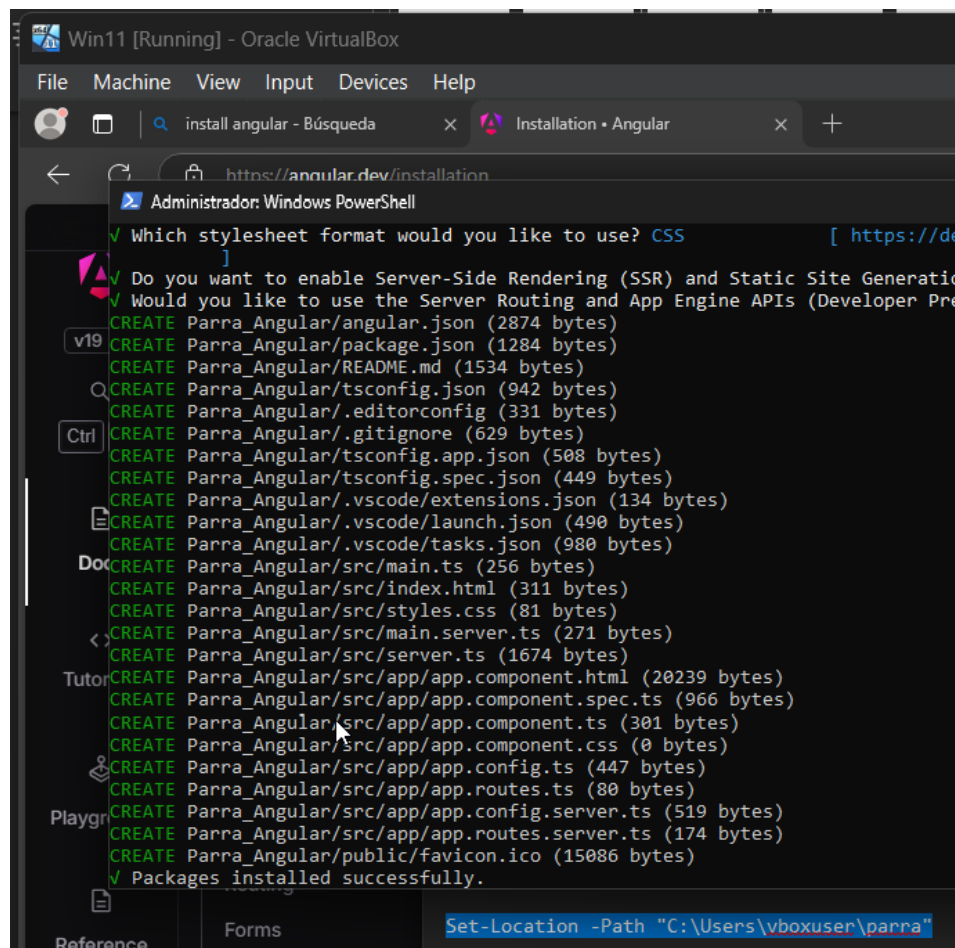 Win11 [Running] - Oracle VirtualBox
File Machine View Input Devices Help
install angular - Búsqueda
Installation • Angular
https://angular.dev/installation
Administrador: Windows PowerShell
√ Which stylesheet format would you like to use? CSS [ https://de
]
√ Do you want to enable Server-Side Rendering (SSR) and Static Site Generatio
√ Would you like to use the Server Routing and App Engine APIs (Developer Pre
CREATE Parra_Angular/angular.json (2874 bytes)
v19
CREATE Parra_Angular/package.json (1284 bytes)
CREATE Parra_Angular/README.md (1534 bytes)
CREATE Parra_Angular/tsconfig.json (942 bytes)
CREATE Parra_Angular/.editorconfig (331 bytes)
Ctrl
CREATE Parra_Angular/.gitignore (629 bytes)
CREATE Parra_Angular/tsconfig.app.json (508 bytes)
CREATE Parra_Angular/tsconfig.spec.json (449 bytes)
CREATE Parra_Angular/.vscode/extensions.json (134 bytes)
CREATE Parra_Angular/.vscode/launch.json (490 bytes)
CREATE Parra_Angular/.vscode/tasks.json (980 bytes)
Doc
CREATE Parra_Angular/src/main.ts (256 bytes)
CREATE Parra_Angular/src/index.html (311 bytes)
CREATE Parra_Angular/src/styles.css (81 bytes)
CREATE Parra_Angular/src/main.server.ts (271 bytes)
CREATE Parra_Angular/src/server.ts (1674 bytes)
Tutor
CREATE Parra_Angular/src/app/app.component.html (20239 bytes)
CREATE Parra_Angular/src/app/app.component.spec.ts (966 bytes)
CREATE Parra_Angular/src/app/app.component.ts (301 bytes)
CREATE Parra_Angular/src/app/app.component.css (0 bytes)
CREATE Parra_Angular/src/app/app.config.ts (447 bytes)
CREATE Parra_Angular/src/app/app.routes.ts (80 bytes)
Playgr
CREATE Parra_Angular/src/app/app.config.server.ts (519 bytes)
CREATE Parra_Angular/src/app/app.routes.server.ts (174 bytes)
CREATE Parra_Angular/public/favicon.ico (15086 bytes)
√ Packages installed successfully.
Forms
Set-Location -Path "C:\Users\vboxuser\parra"
Reference